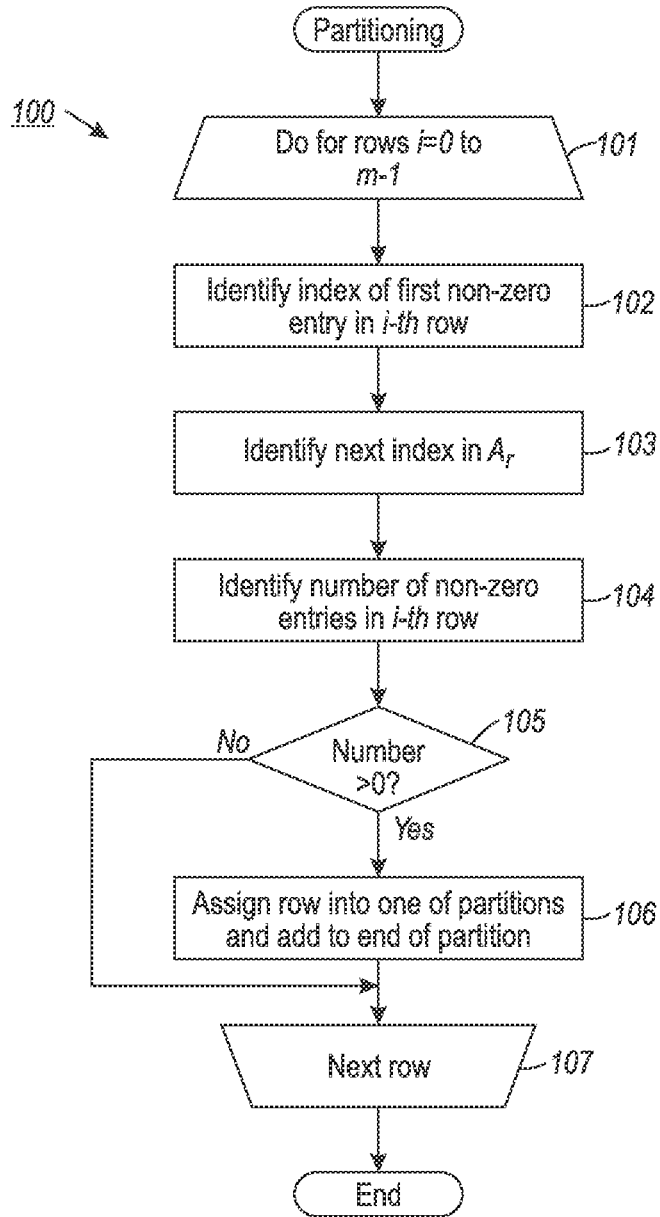 Partitioning
100
Do for rows i=0 to
m-1
101
Identify index of first non-zero
entry in i-th row
102
Identify next index in Ar
103
Identify number of non-zero
entries in i-th row
104
105
No
Number
>0?
Yes
Assign row into one of partitions
and add to end of partition
106
Next row
107
End